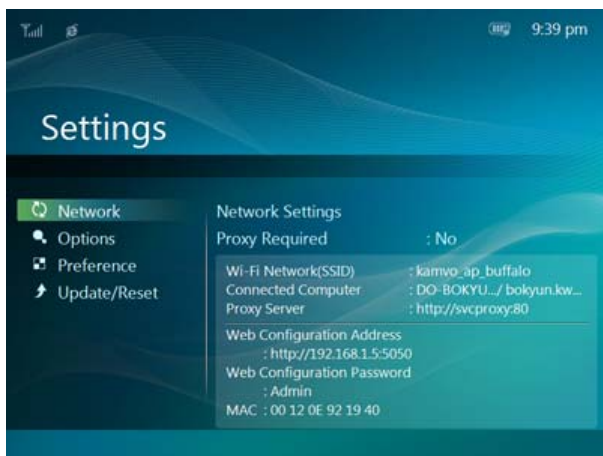 9:39 pm
Settings
Network
Options
Preference
Update/Reset
Network Settings
Proxy Required : No
Wi-Fi Network(SSID) : kamvo_ap_buffalo
Connected Computer : DO-BOKYU.../ bokyun.kw...
Proxy Server : http://svcproxy:80
Web Configuration Address
: http://192.168.1.5:5050
Web Configuration Password
: Admin
MAC : 00 12 0E 92 19 40